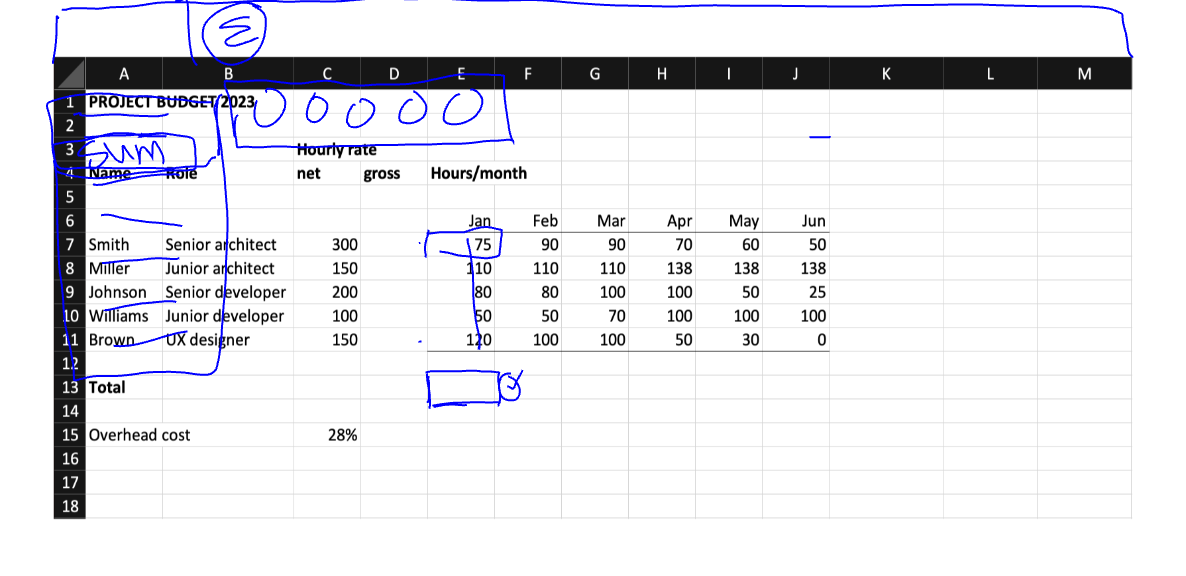 Σ
A B C D E F G H I J K L M
1 PROJECT BUDGET 2023 00000
2
3 SUM Hourly rate
4 Name Role net gross Hours/month
5
6 Jan Feb Mar Apr May Jun
7 Smith Senior architect 300 75 90 90 70 60 50
8 Miller Junior architect 150 110 110 110 138 138 138
9 Johnson Senior developer 200 80 80 100 100 50 25
10 Williams Junior developer 100 50 50 70 100 100 100
11 Brown UX designer 150 120 100 100 50 30 0
12
13 Total
14
15 Overhead cost 28%
16
17
18